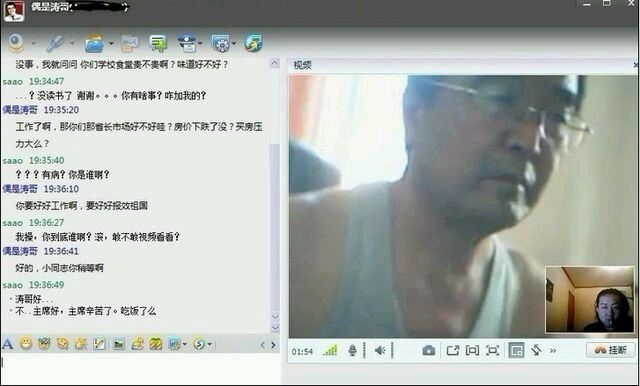 偶是涛哥
没事，我就问问 你们学校食堂贵不贵啊？味道好不好？
saao 19:34:47
...？没读书了 谢谢。。。你有啥事？咋加我的？
偶是涛哥 19:35:20
工作了啊，那你们那省长市场好不好哇？房价下跌了没？买房压
力大么？
saao 19:35:40
？？？有病？你是谁啊？
偶是涛哥 19:36:10
你要好好工作啊，要好好报效祖国
saao 19:36:27
我操，你到底谁啊？滚，敢不敢视频看看？
偶是涛哥 19:36:41
好的，小同志你稍等啊
saao 19:36:49
涛哥好...
不..主席好，主席辛苦了。吃饭了么
视频
01:54
挂断